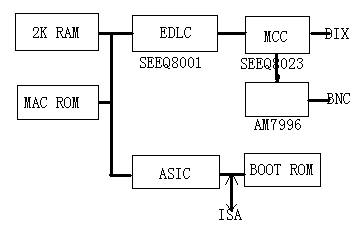 2K RAM
EDLC
MCC
DIX
SEEQ8001
SEEQ8023
MAC ROM
BNC
AM7996
ASIC
BOOT ROM
ISA